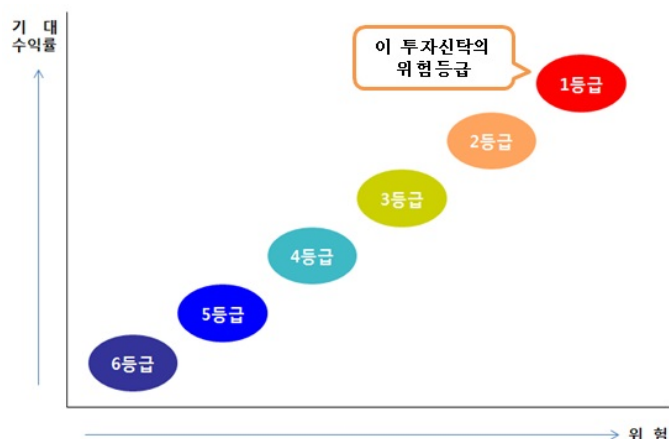 기 대
수익률
이 투자신탁의
위험등급
1등급
2등급
3등급
4등급
5등급
6등급
위 험